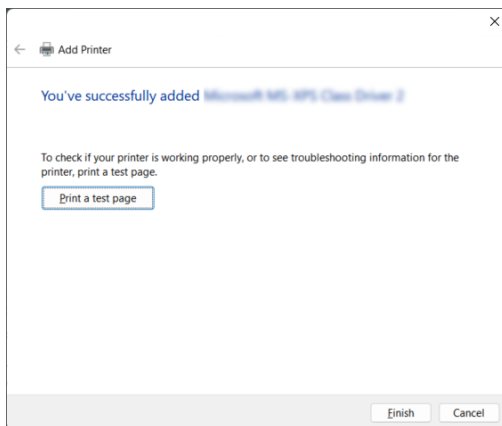 Add Printer
You've successfully added
To check if your printer is working properly, or to see troubleshooting information for the
printer, print a test page.
Print a test page
Finish Cancel